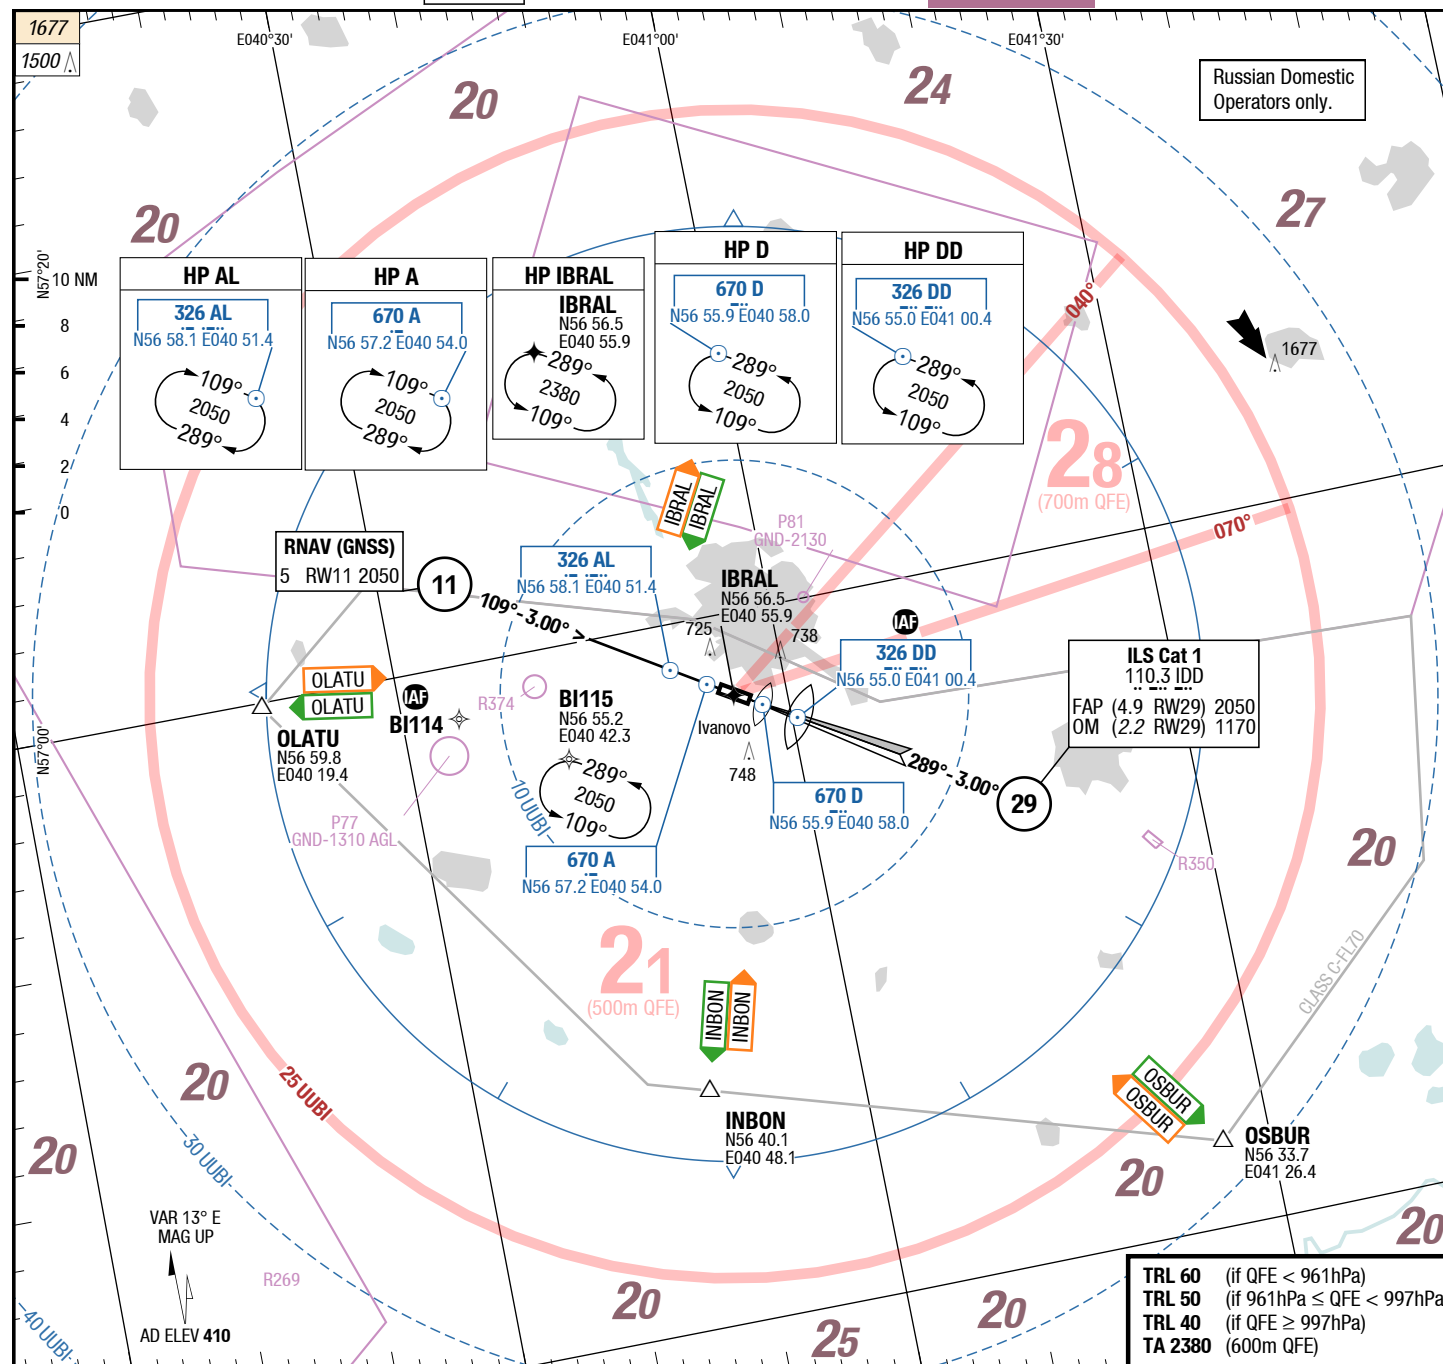 1677
1500
E040°30'
E041°00'
E041°30'
Russian Domestic
Operators only.
20
24
27
20
N57°20'
10 NM
8
6
4
2
0
HP AL
326 AL
N56 58.1 E040 51.4
109°
2050
289°
HP A
670 A
N56 57.2 E040 54.0
109°
2050
289°
HP IBRAL
IBRAL
N56 56.5
E040 55.9
289°
2380
109°
HP D
670 D
N56 55.9 E040 58.0
289°
2050
109°
HP DD
326 DD
N56 55.0 E041 00.4
289°
2050
109°
040°
1677
28
(700m QFE)
070°
IBRAL
IBRAL
P81
GND-2130
RNAV (GNSS)
5 RW11 2050
11
109°-3.00° >
326 AL
N56 58.1 E040 51.4
IBRAL
N56 56.5
E040 55.9
725
738
IAF
326 DD
N56 55.0 E041 00.4
ILS Cat 1
110.3 IDD
FAP (4.9 RW29) 2050
OM (2.2 RW29) 1170
OLATU
OLATU
IAF
BI114
R374
BI115
N56 55.2
E040 42.3
289°
2050
109°
Ivanovo
748
289°-3.00°
29
OLATU
N56 59.8
E040 19.4
N57°00'
P77
GND-1310 AGL
10 UUBI
670 D
N56 55.9 E040 58.0
670 A
N56 57.2 E040 54.0
R350
20
21
(500m QFE)
INBON
INBON
CLASS C-FL70
20
25 UUBI
INBON
N56 40.1
E040 48.1
OSBUR
OSBUR
OSBUR
N56 33.7
E041 26.4
20
30 UUBI
20
20
VAR 13° E
MAG UP
R269
AD ELEV 410
40 UUBI
20
25
20
TRL 60 (if QFE < 961hPa)
TRL 50 (if 961hPa ≤ QFE < 997hPa
TRL 40 (if QFE ≥ 997hPa)
TA 2380 (600m QFE)